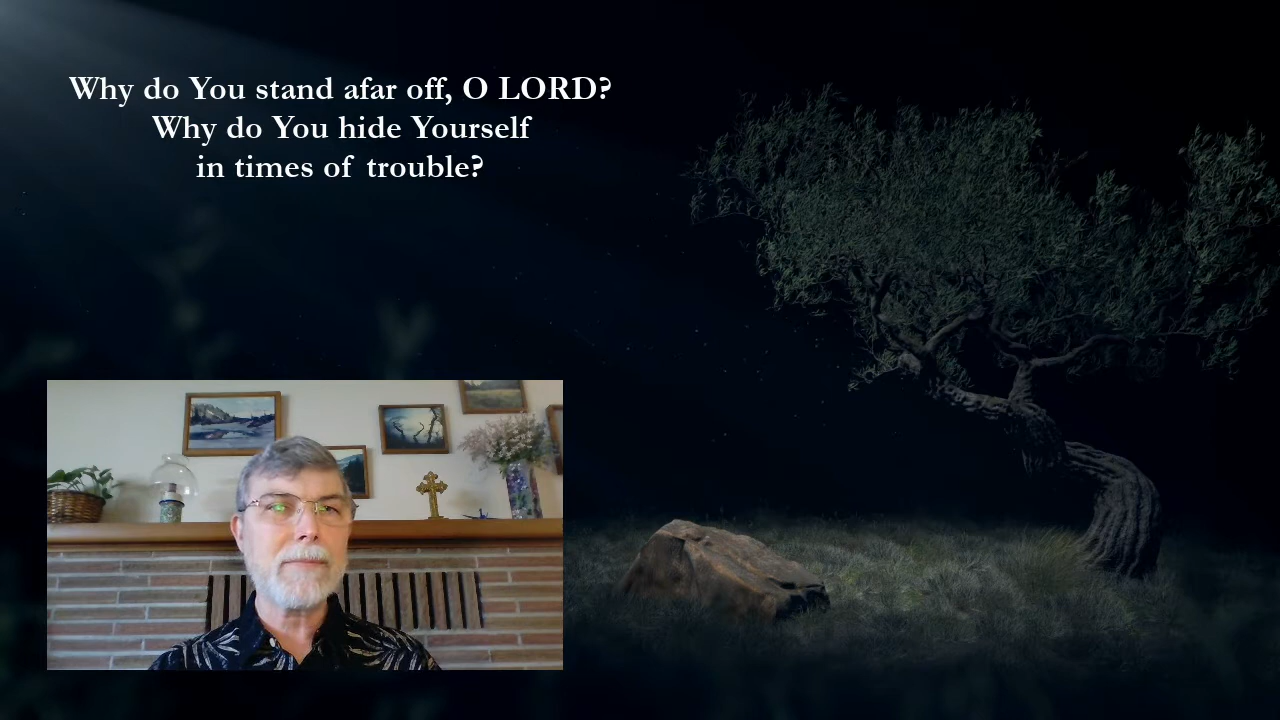 Why do You stand afar off, O LORD?
Why do You hide Yourself
in times of trouble?